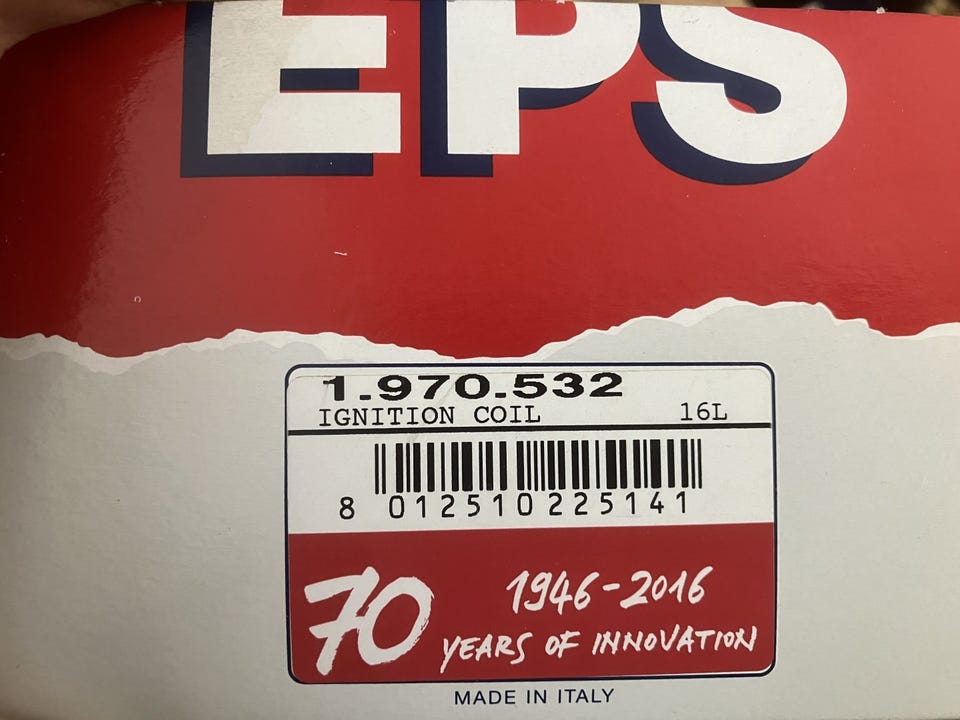 EPS
1.970.532
IGNITION COIL 16L
8 012510 225141
70 1946-2016
YEARS OF INNOVATION
MADE IN ITALY